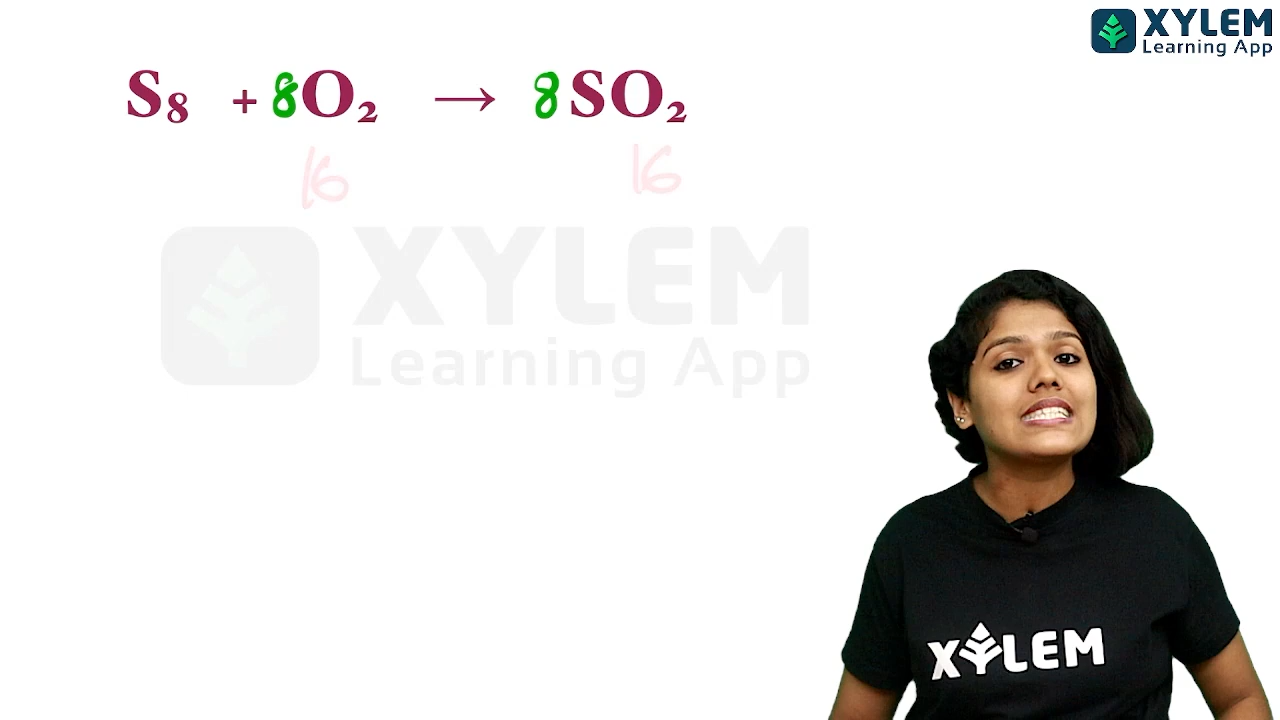 XYLEM
Learning App
S₈ + 8O₂ → 8SO₂
16 16
XYLEM
Learning App
XYLEM